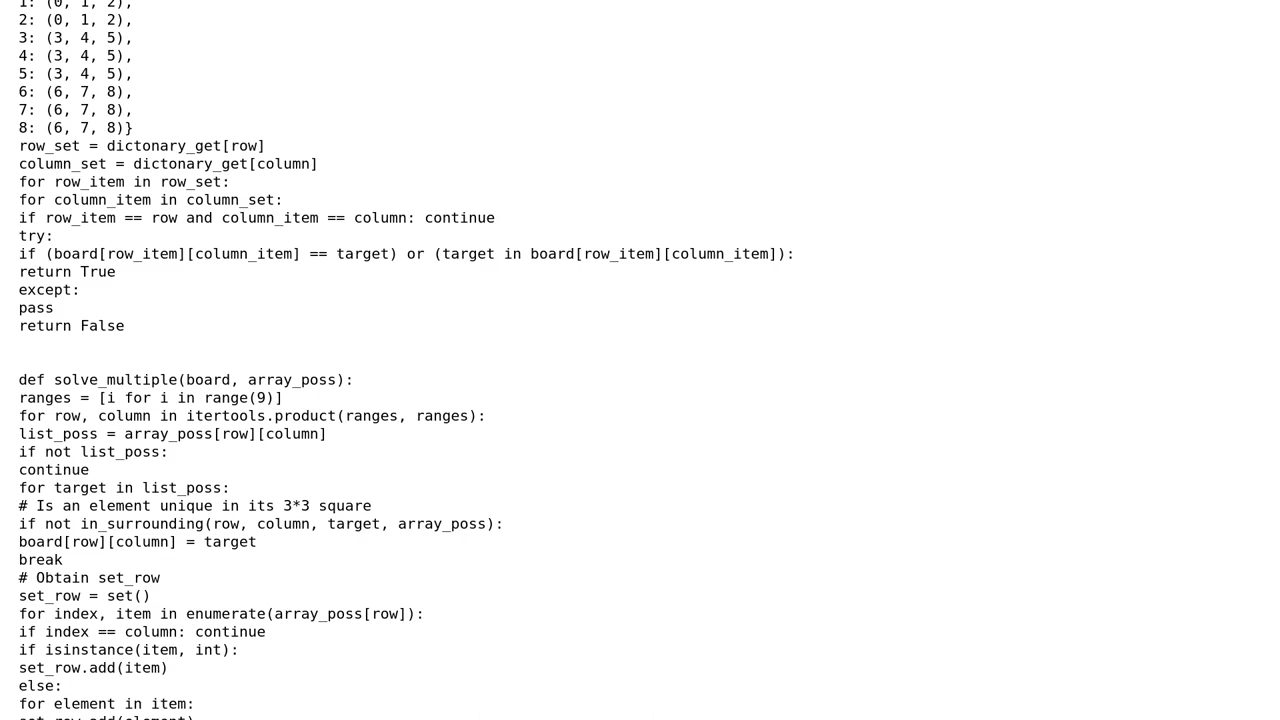 1: (0, 1, 2),
2: (0, 1, 2),
3: (3, 4, 5),
4: (3, 4, 5),
5: (3, 4, 5),
6: (6, 7, 8),
7: (6, 7, 8),
8: (6, 7, 8)}
row_set = dictonary_get[row]
column_set = dictonary_get[column]
for row_item in row_set:
for column_item in column_set:
if row_item == row and column_item == column: continue
try:
if (board[row_item][column_item] == target) or (target in board[row_item][column_item]):
return True
except:
pass
return False
def solve_multiple(board, array_poss):
ranges = [i for i in range(9)]
for row, column in itertools.product(ranges, ranges):
list_poss = array_poss[row][column]
if not list_poss:
continue
for target in list_poss:
# Is an element unique in its 3*3 square
if not in_surrounding(row, column, target, array_poss):
board[row][column] = target
break
# Obtain set_row
set_row = set()
for index, item in enumerate(array_poss[row]):
if index == column: continue
if isinstance(item, int):
set_row.add(item)
else:
for element in item:
set_row.add(element)